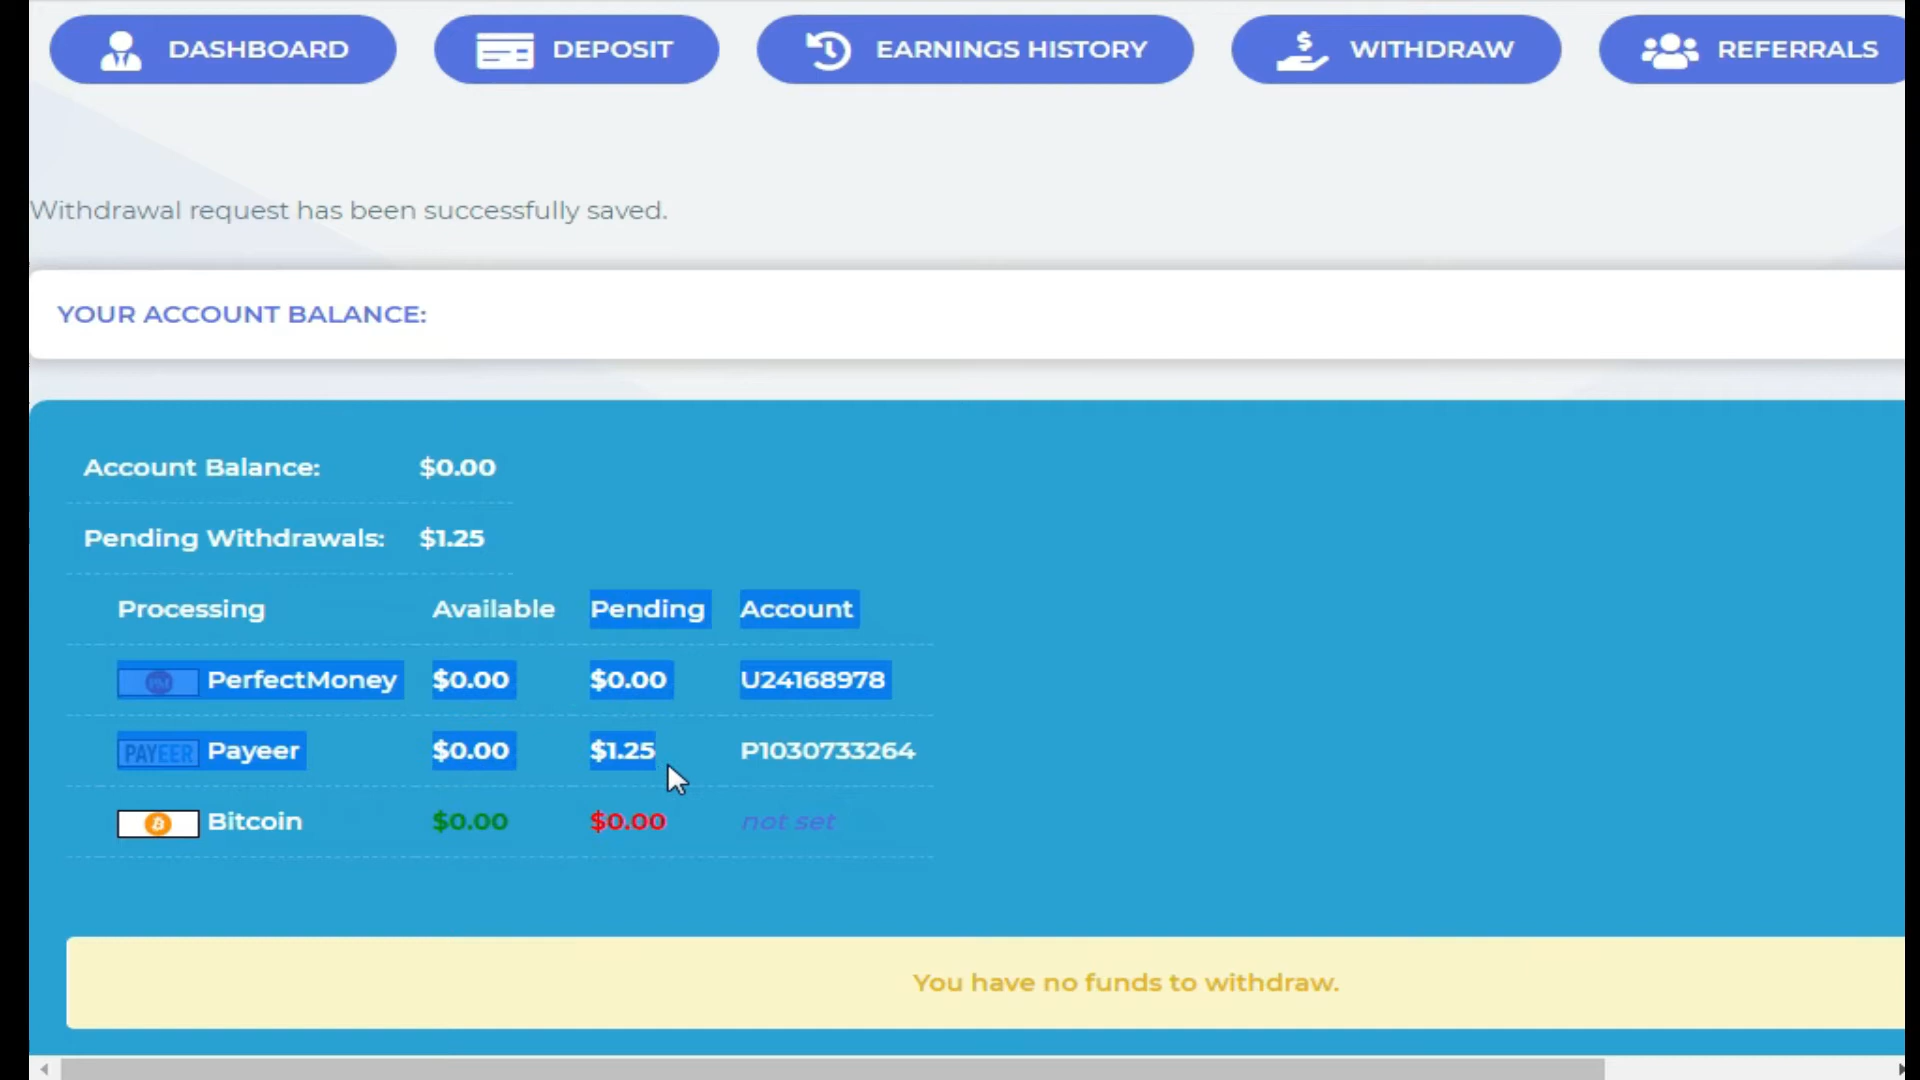 DASHBOARD DEPOSIT EARNINGS HISTORY WITHDRAW REFERRALS
Withdrawal request has been successfully saved.
YOUR ACCOUNT BALANCE:
Account Balance: $0.00
Pending Withdrawals: $1.25
Processing Available Pending Account
PM PerfectMoney $0.00 $0.00 U24168978
PAYEER Payeer $0.00 $1.25 P1030733264
Bitcoin $0.00 $0.00 not set
You have no funds to withdraw.